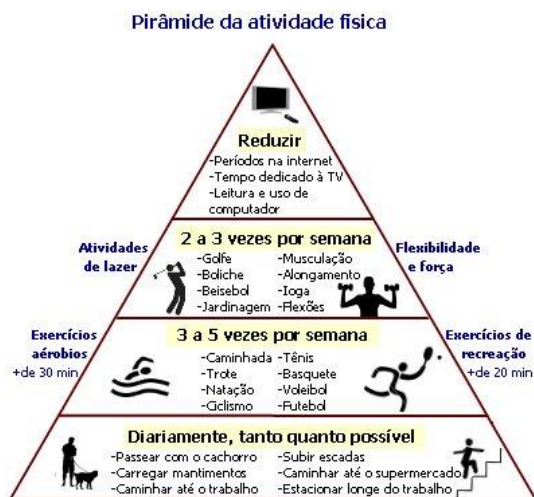 Pirâmide da atividade física
Reduzir
-Períodos na internet
-Tempo dedicado à TV
-Leitura e uso de
computador
Atividades
de lazer
2 a 3 vezes por semana
-Golfe
-Boliche
-Beisebol
-Jardinagem
-Musculação
-Alongamento
-Ioga
-Flexões
Flexibilidade
e força
Exercícios
aérobios
+de 30 min
3 a 5 vezes por semana
-Caminhada
-Trote
-Natação
-Ciclismo
-Tênis
-Basquete
-Voleibol
-Futebol
Exercícios de
recreação
+de 20 min
Diariamente, tanto quanto possível
-Passear com o cachorro
-Carregar mantimentos
-Caminhar até o trabalho
-Subir escadas
-Caminhar até o supermercado
-Estacionar longe do trabalho